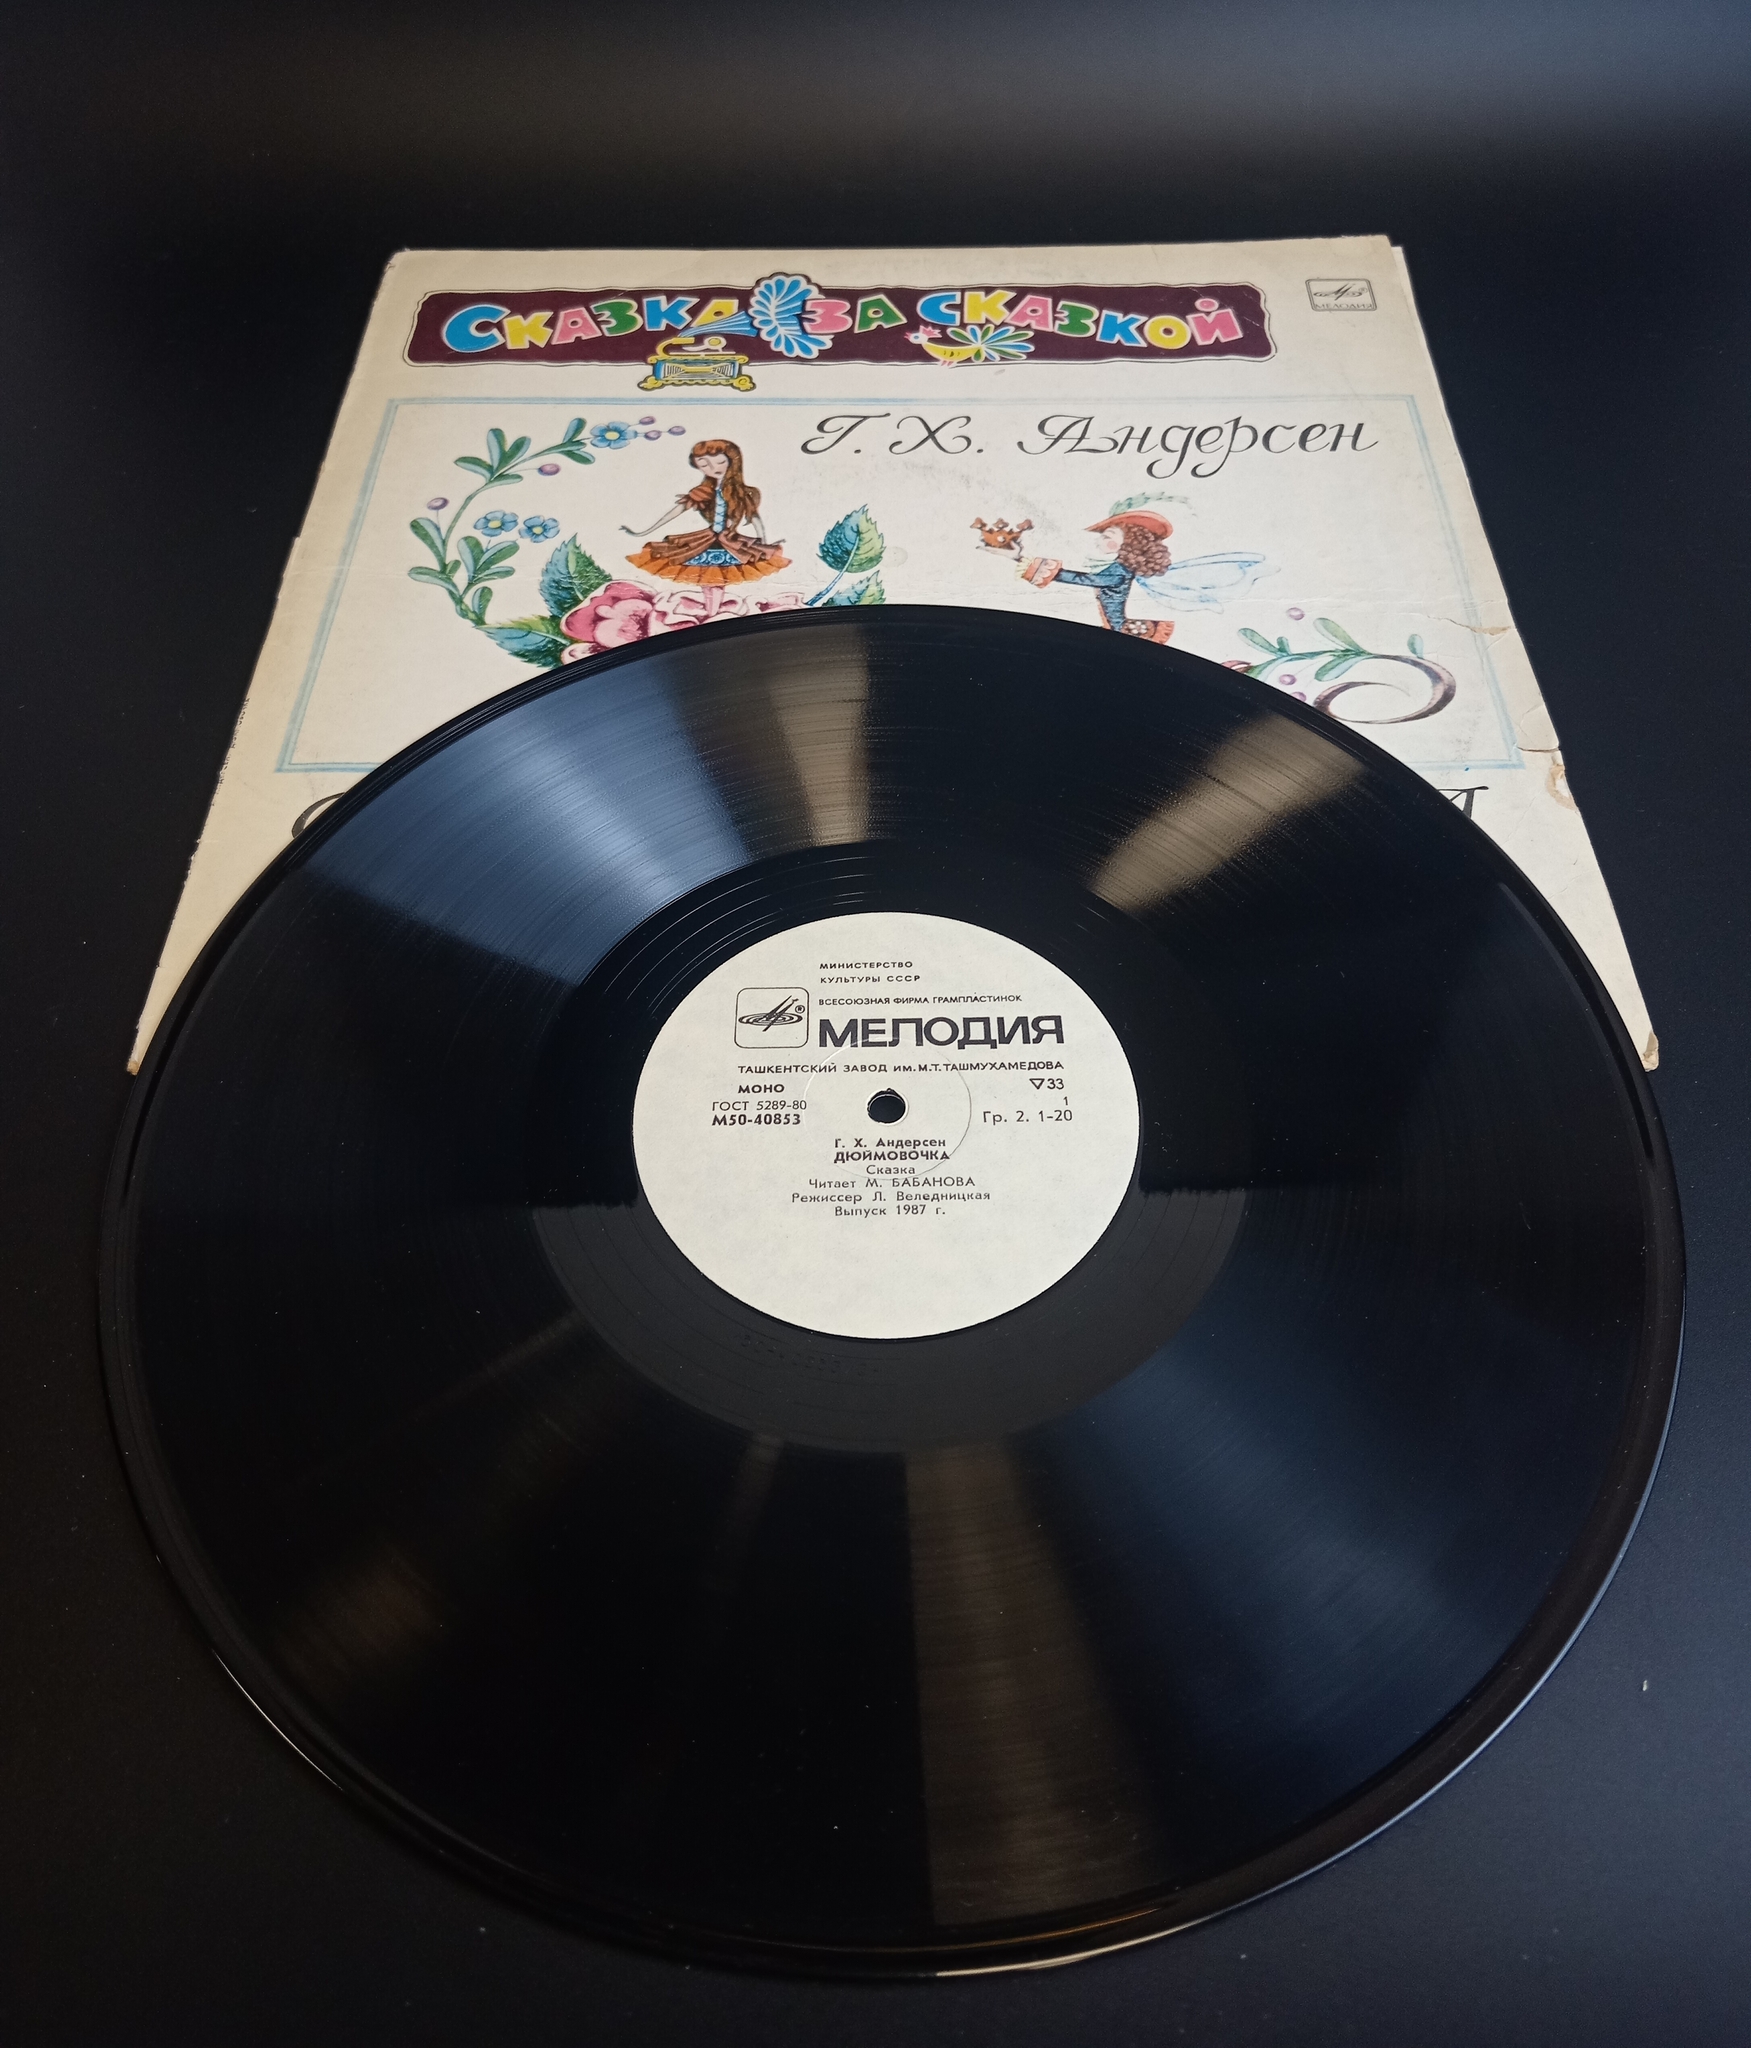 СКАЗКА ЗА СКАЗКОЙ
МЕЛОДИЯ
Г. Х. Андерсен
МИНИСТЕРСТВО
КУЛЬТУРЫ СССР
ВСЕСОЮЗНАЯ ФИРМА ГРАМПЛАСТИНОК
МЕЛОДИЯ
ТАШКЕНТСКИЙ ЗАВОД ИМ. М.Т. ТАШМУХАМЕДОВА
МОНО ▽33
ГОСТ 5289-80 1
М50-40853 Гр. 2. 1-20
Г. Х. Андерсен
ДЮЙМОВОЧКА
Сказка
Читает М. БАБАНОВА
Режиссер Л. Веледницкая
Выпуск 1987 г.